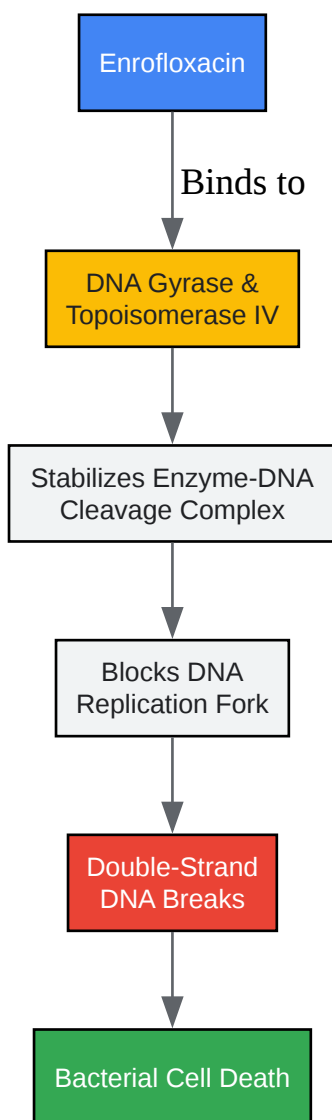 Enrofloxacin
Binds to
DNA Gyrase &
Topoisomerase IV
Stabilizes Enzyme-DNA
Cleavage Complex
Blocks DNA
Replication Fork
Double-Strand
DNA Breaks
Bacterial Cell Death